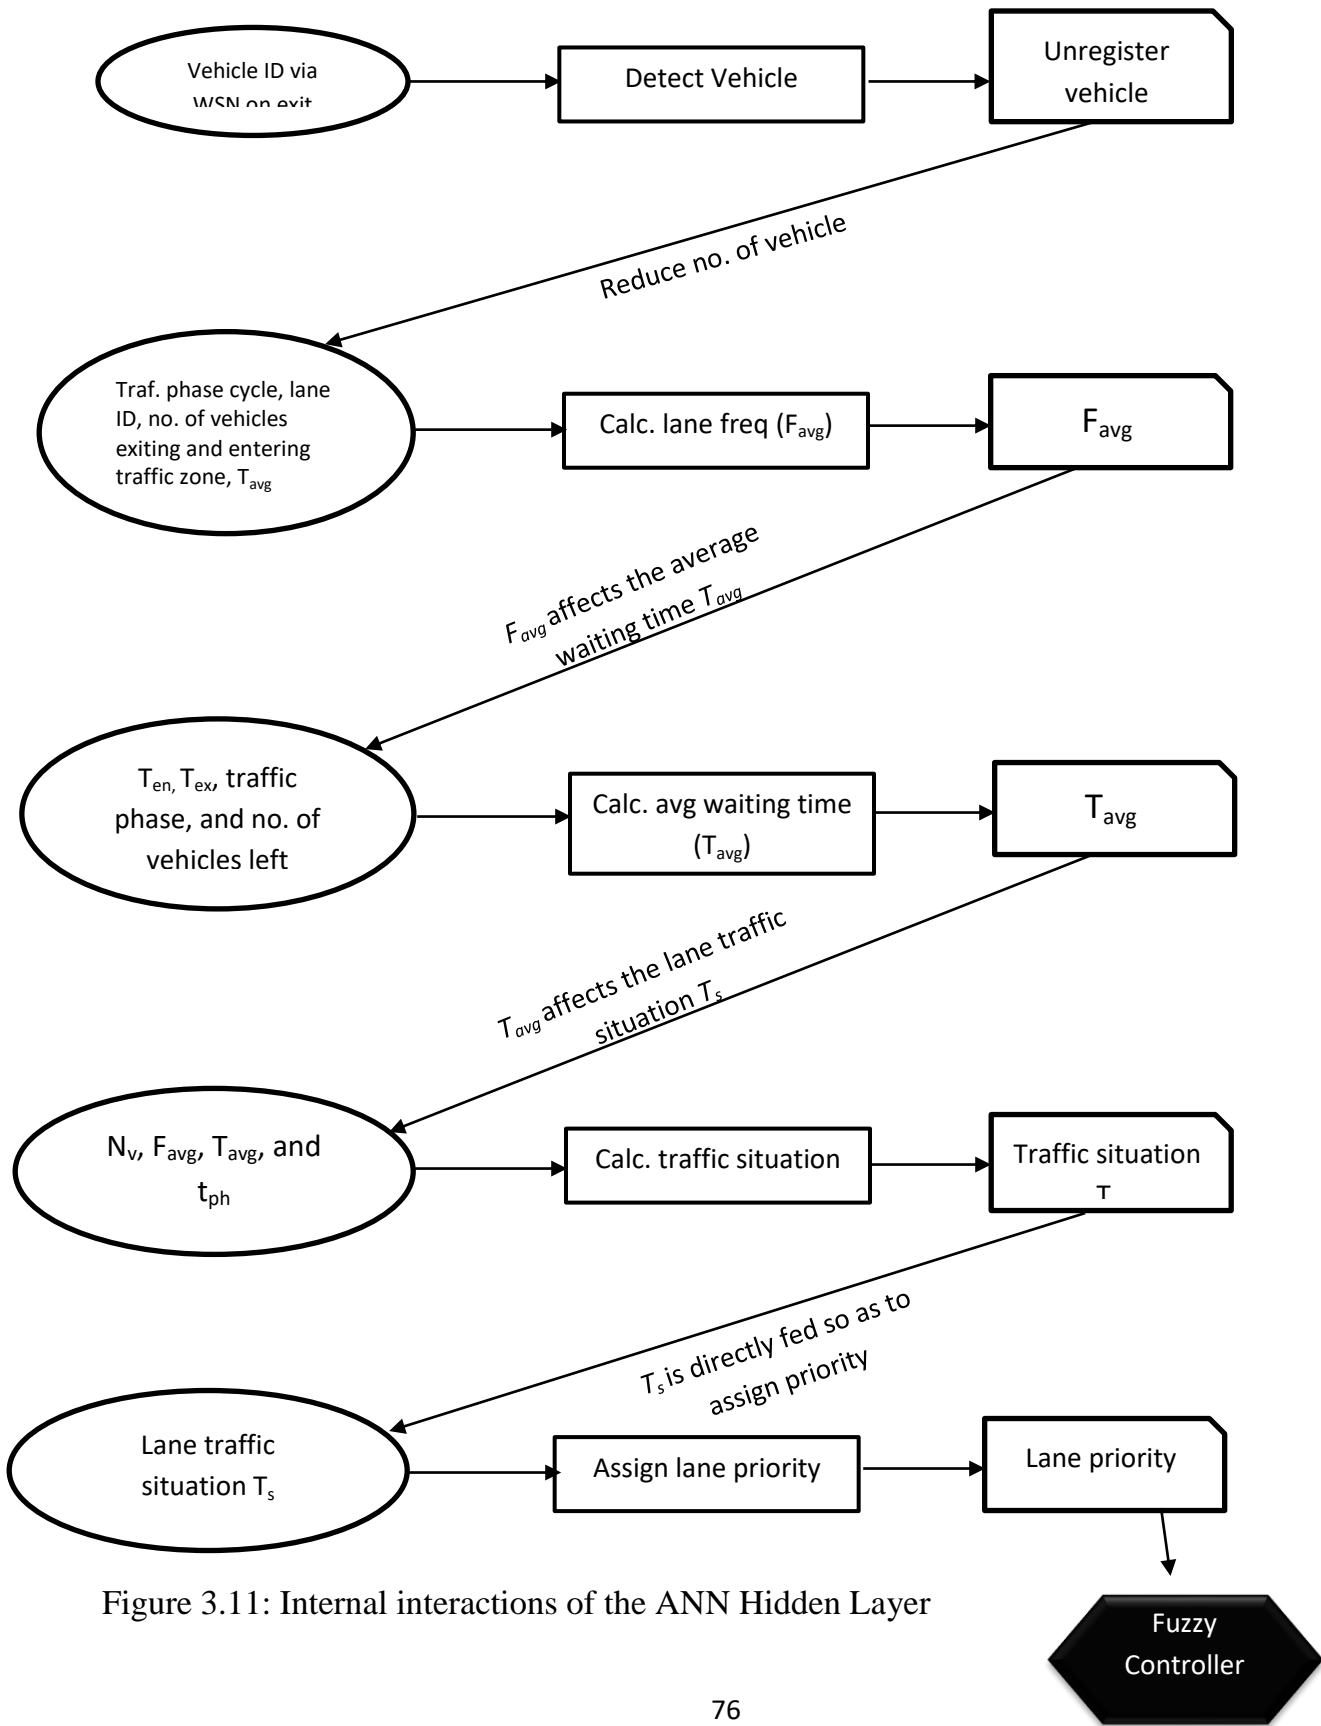 Vehicle ID via
WSN on exit
Detect Vehicle
Unregister
vehicle
Reduce no. of vehicle
Traf. phase cycle, lane
ID, no. of vehicles
exiting and entering
traffic zone, Tavg
Calc. lane freq (Favg)
Favg
Favg affects the average
waiting time Tavg
Ten, Tex, traffic
phase, and no. of
vehicles left
Calc. avg waiting time
(Tavg)
Tavg
Tavg affects the lane traffic
situation Ts
Nv, Favg, Tavg, and
tph
Calc. traffic situation
Traffic situation
T
Ts is directly fed so as to
assign priority
Lane traffic
situation Ts
Assign lane priority
Lane priority
Figure 3.11: Internal interactions of the ANN Hidden Layer
Fuzzy
Controller
76